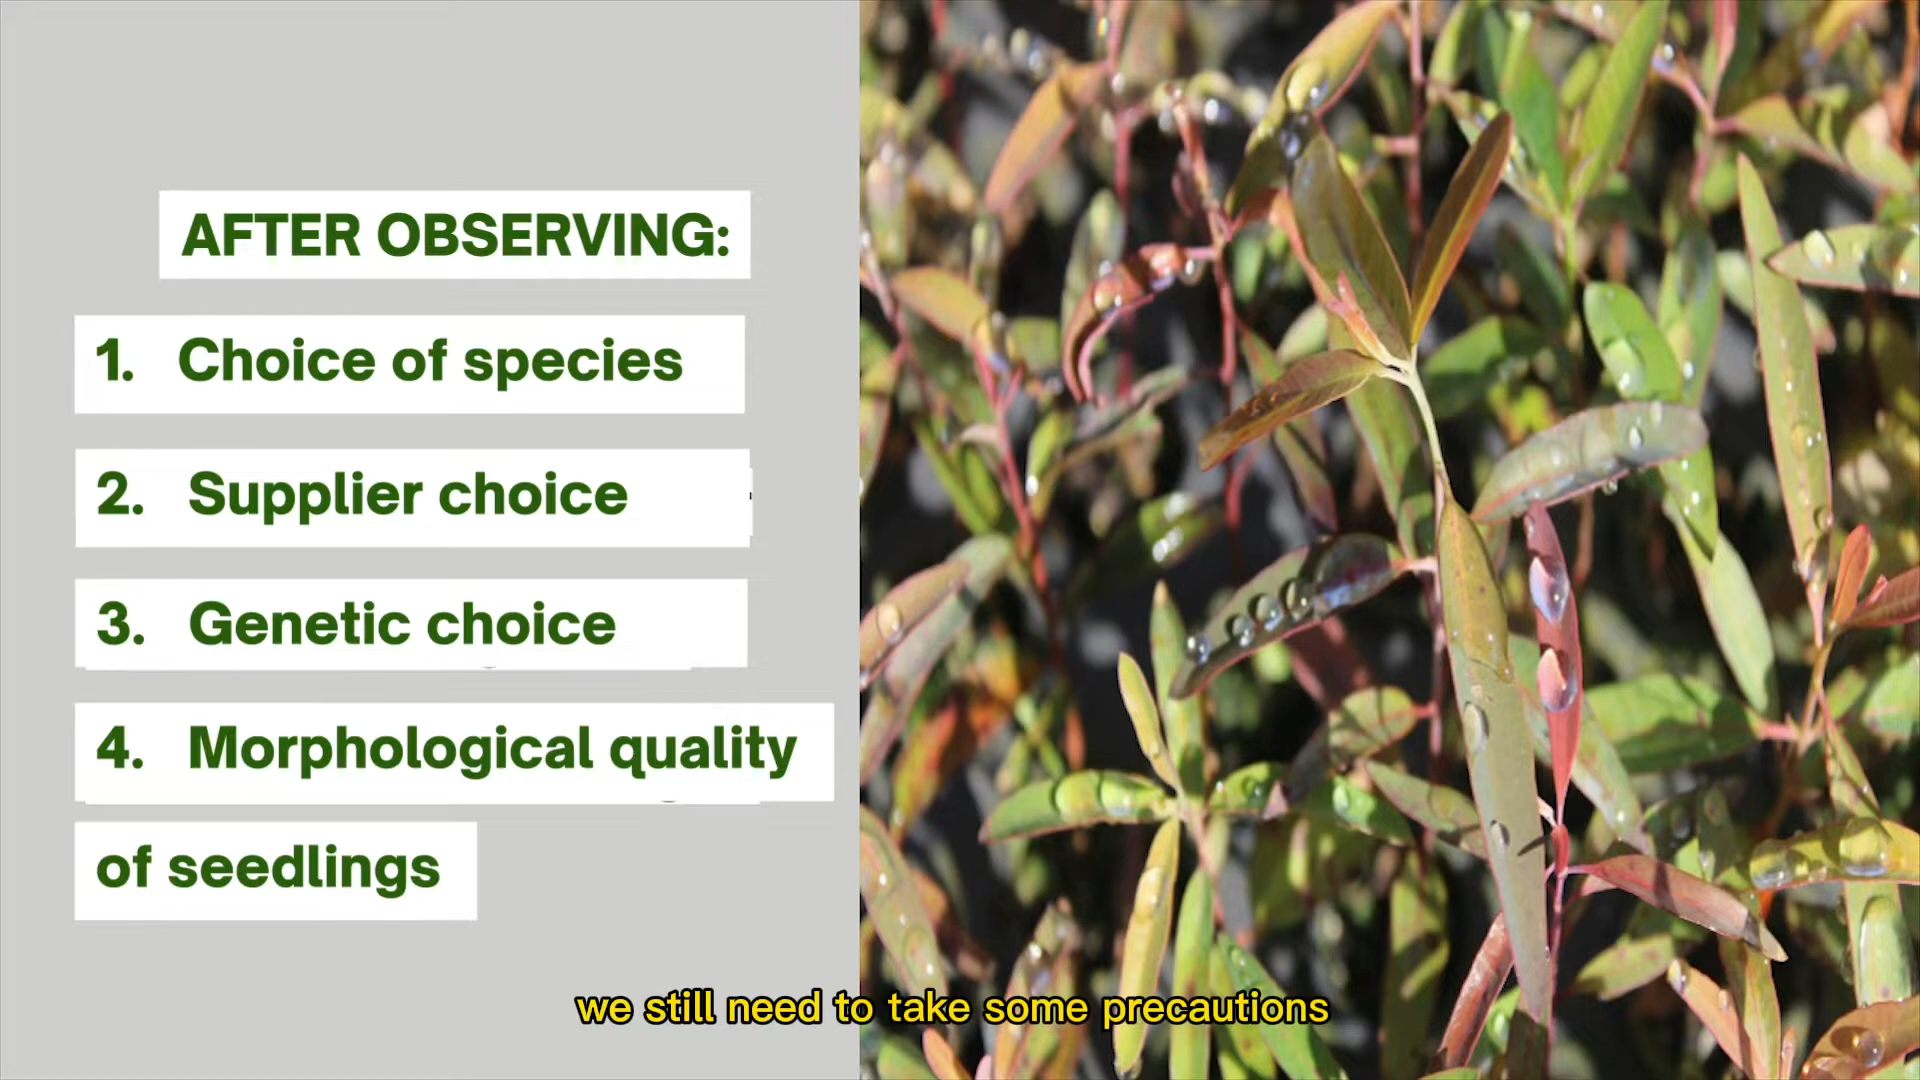 AFTER OBSERVING:
1. Choice of species
2. Supplier choice
3. Genetic choice
4. Morphological quality
of seedlings
we still need to take some precautions